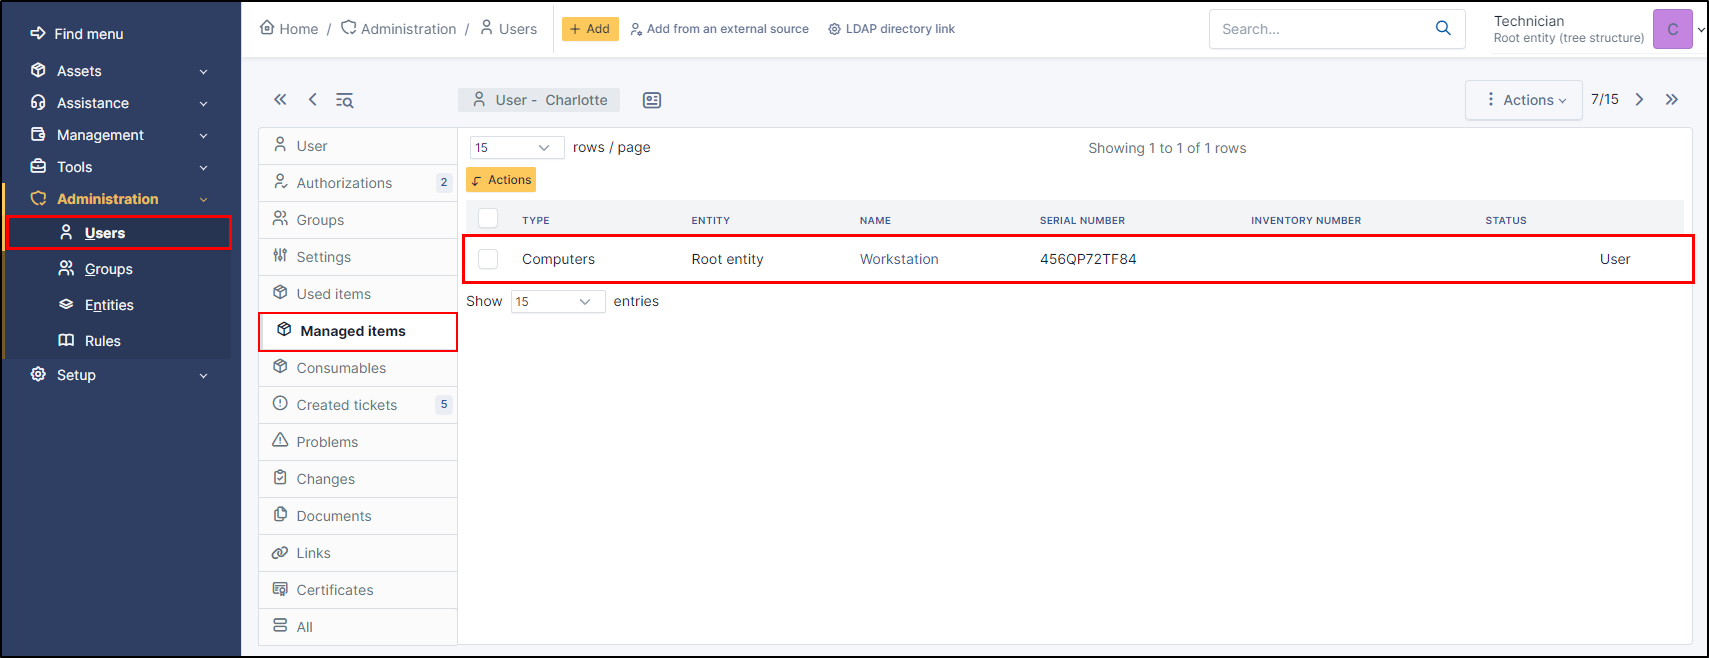 Find menu
Assets
Assistance
Management
Tools
Administration
Users
Groups
Entities
Rules
Setup
Home / Administration / Users
+ Add
Add from an external source
LDAP directory link
Search...
Technician
Root entity (tree structure)
C
User - Charlotte
Actions
7/15
User
Authorizations 2
Groups
Settings
Used items
Managed items
Consumables
Created tickets 5
Problems
Changes
Documents
Links
Certificates
All
15 rows / page
Showing 1 to 1 of 1 rows
Actions
TYPE ENTITY NAME SERIAL NUMBER INVENTORY NUMBER STATUS
Computers Root entity Workstation 456QP72TF84 User
Show 15 entries